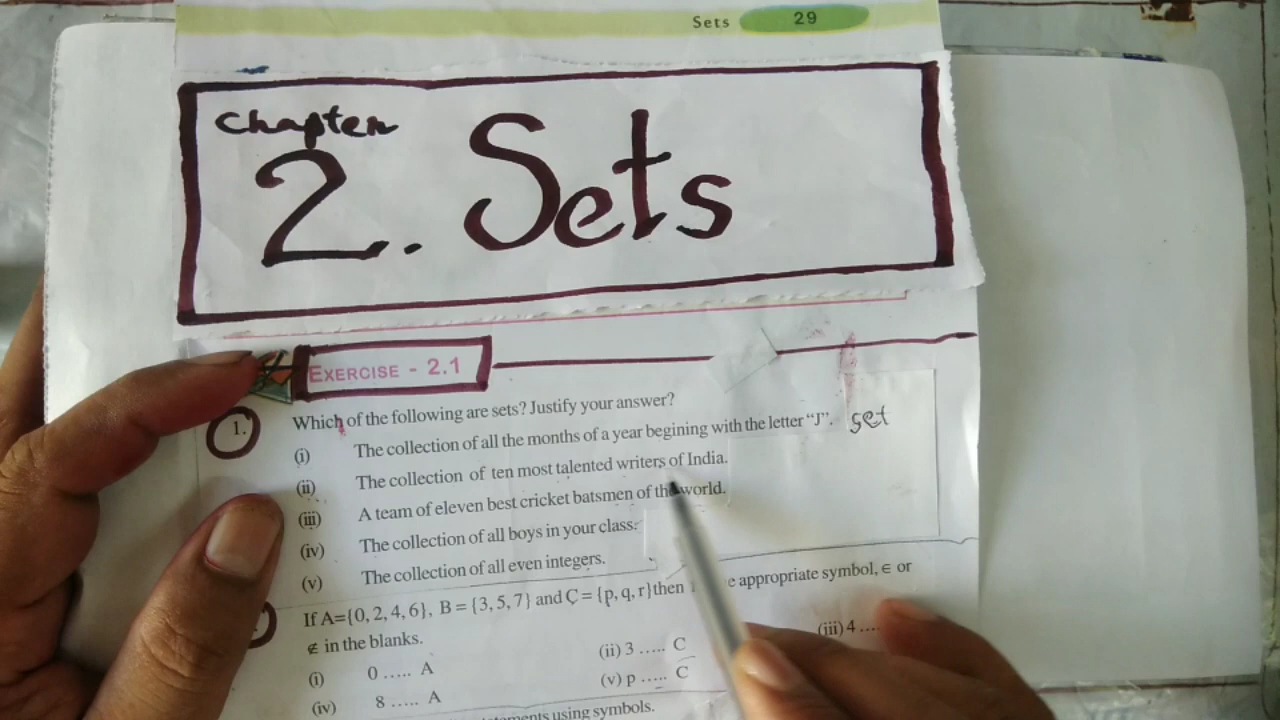 Sets 29
Chapter
2. Sets
EXERCISE - 2.1
1. Which of the following are sets? Justify your answer?
(i) The collection of all the months of a year begining with the letter “J”. set
(ii) The collection of ten most talented writers of India.
(iii) A team of eleven best cricket batsmen of the world.
(iv) The collection of all boys in your class.
(v) The collection of all even integers.
If A={0, 2, 4, 6}, B = {3, 5, 7} and C = {p, q, r}then appropriate symbol, ∈ or
∉ in the blanks.
(i) 0 ..... A (ii) 3 ..... C (iii) 4 ....
(iv) 8 ..... A (v) p ..... C
using symbols.